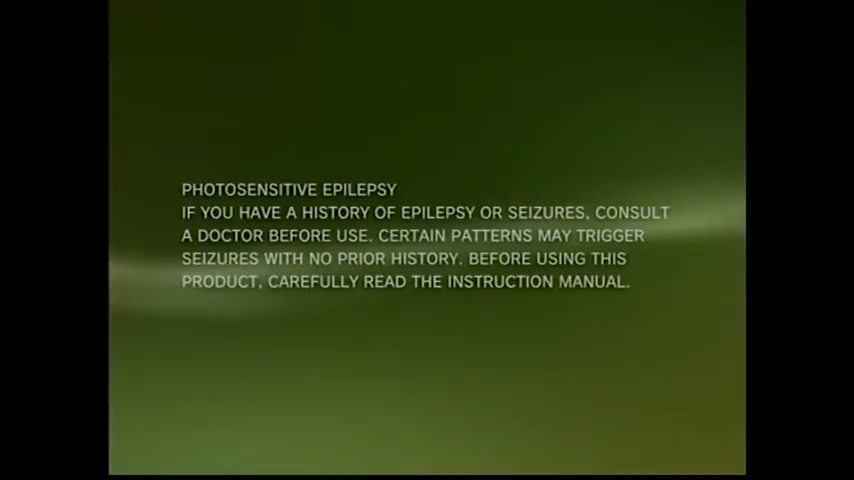 PHOTOSENSITIVE EPILEPSY
IF YOU HAVE A HISTORY OF EPILEPSY OR SEIZURES, CONSULT
A DOCTOR BEFORE USE. CERTAIN PATTERNS MAY TRIGGER
SEIZURES WITH NO PRIOR HISTORY. BEFORE USING THIS
PRODUCT, CAREFULLY READ THE INSTRUCTION MANUAL.